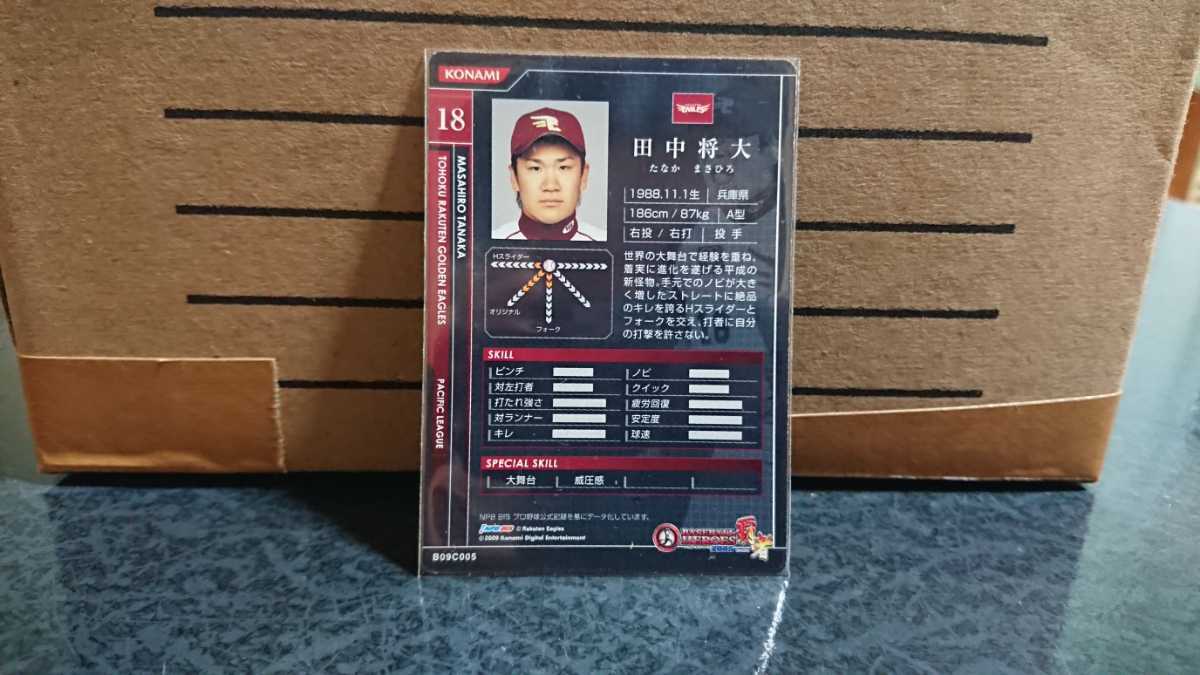 KONAMI
18
MASAHIRO TANAKA
TOHOKU RAKUTEN GOLDEN EAGLES
PACIFIC LEAGUE
EAGLES
田中将大
たなか まさひろ
1988.11.1生 兵庫県
186cm / 87kg A型
右投 / 右打 投手
Hスライダー
オリジナル
フォーク
世界の大舞台で経験を重ね、
着実に進化を遂げる平成の
新怪物。手元でのノビが大き
く増したストレートに絶品
のキレを誇るHスライダーと
フォークを交え、打者に自分
の打撃を許さない。
SKILL
ピンチ ノビ
対左打者 クイック
打たれ強さ 疲労回復
対ランナー 安定度
キレ 球速
SPECIAL SKILL
大舞台 威圧感
NPB BIS プロ野球公式記録を基にデータ化しています。
© Rakuten Eagles
©2009 Konami Digital Entertainment
BASEBALL
HEROES
2009
B09C005